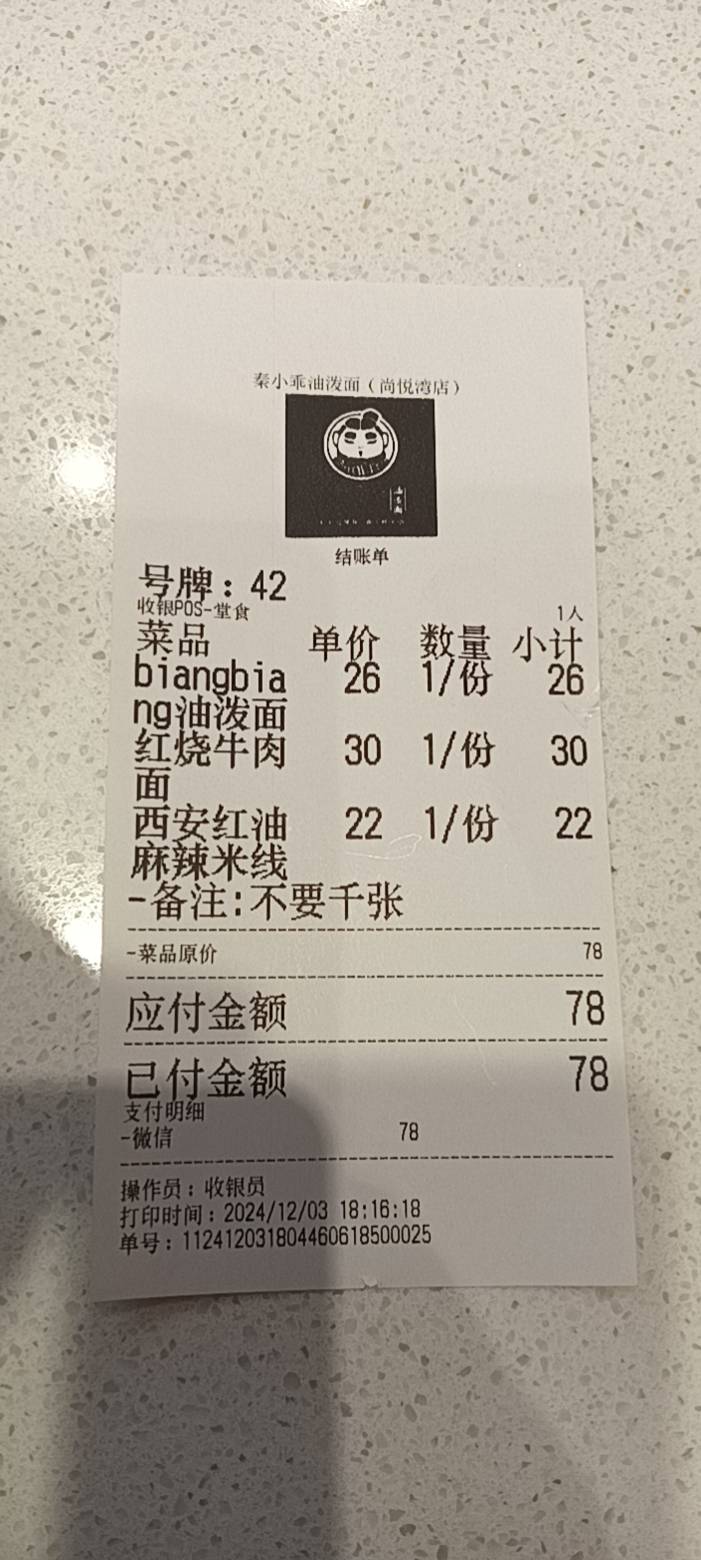 秦小乖油泼面（尚悦湾店）
结账单
号牌：42
收银POS-堂食 1人
菜品 单价 数量 小计
biangbia 26 1/份 26
ng油泼面
红烧牛肉 30 1/份 30
面
西安红油 22 1/份 22
麻辣米线
-备注:不要千张
-菜品原价 78
应付金额 78
已付金额 78
支付明细
-微信 78
操作员：收银员
打印时间：2024/12/03 18:16:18
单号：112412031804460618500025